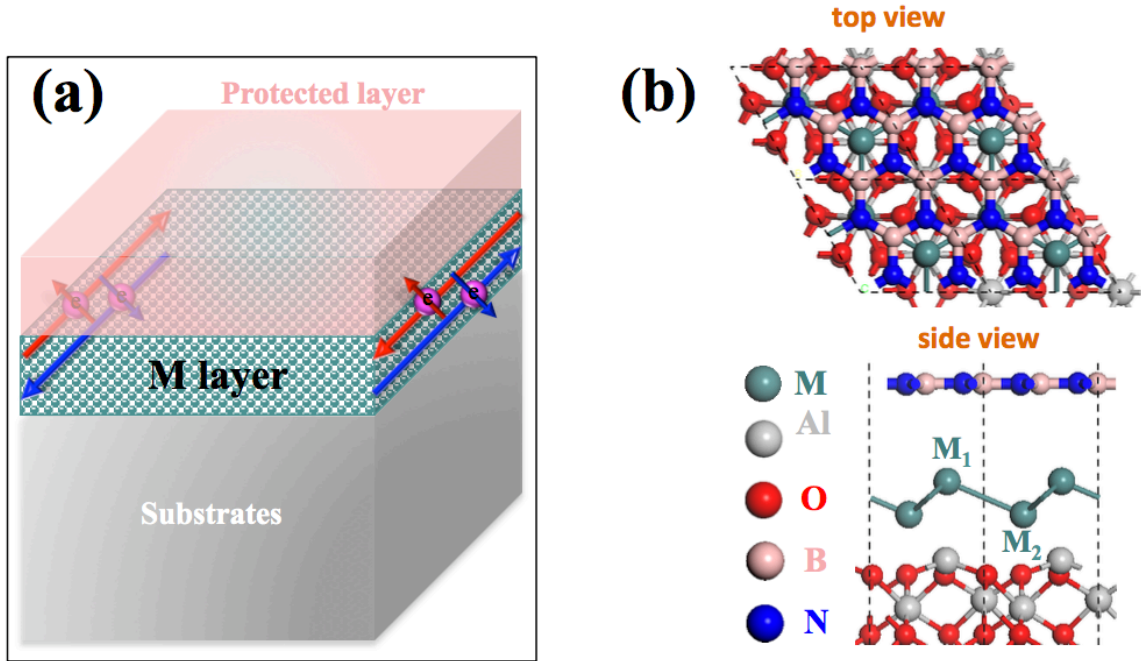 (a)
Protected layer
e
e
e
e
M layer
Substrates
(b)
top view
side view
M
Al
O
B
N
M₁
M₂